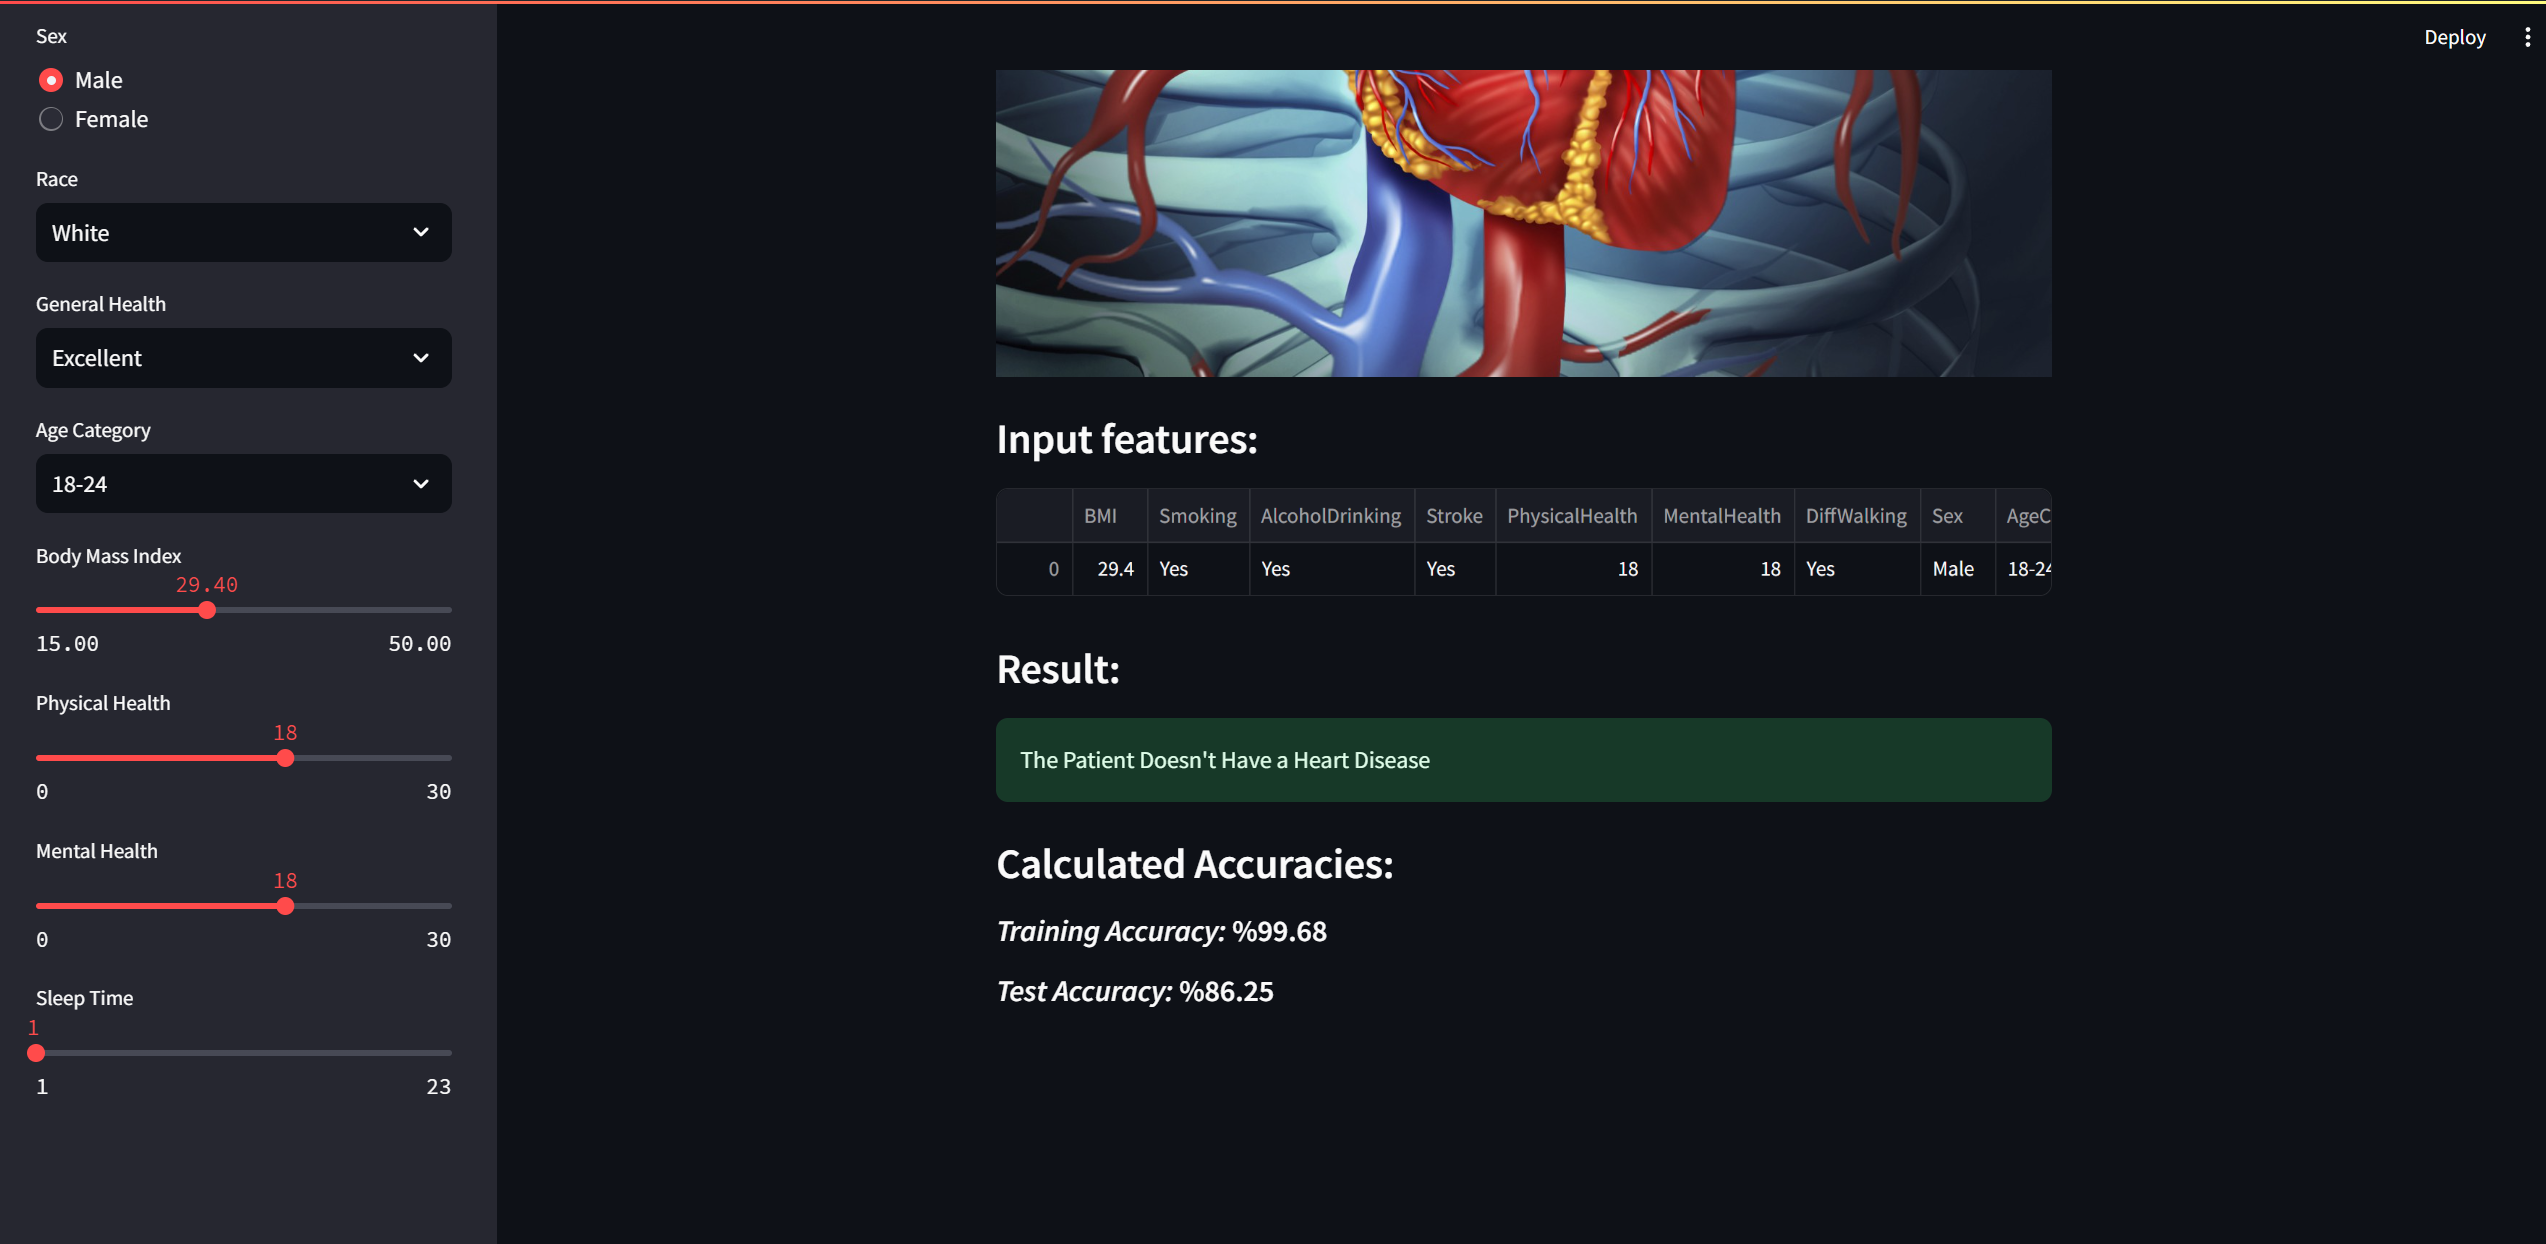 Sex
Male
Female
Race
White
General Health
Excellent
Age Category
18-24
Body Mass Index
29.40
15.00 50.00
Physical Health
18
0 30
Mental Health
18
0 30
Sleep Time
1
1 23
Deploy
Input features:
BMI Smoking AlcoholDrinking Stroke PhysicalHealth MentalHealth DiffWalking Sex AgeC
0 29.4 Yes Yes Yes 18 18 Yes Male 18-24
Result:
The Patient Doesn't Have a Heart Disease
Calculated Accuracies:
Training Accuracy: %99.68
Test Accuracy: %86.25